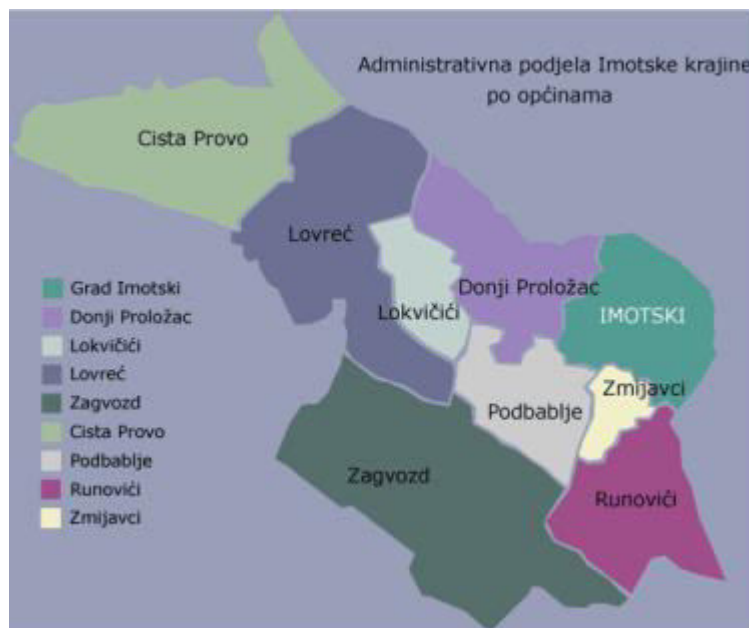 Administrativna podjela Imotske krajine
po općinama
Cista Provo
Lovreć
Lokvičići
Donji Proložac
IMOTSKI
Zmijavci
Podbablje
Zagvozd
Runovići
Grad Imotski
Donji Proložac
Lokvičići
Lovreć
Zagvozd
Cista Provo
Podbablje
Runovići
Zmijavci